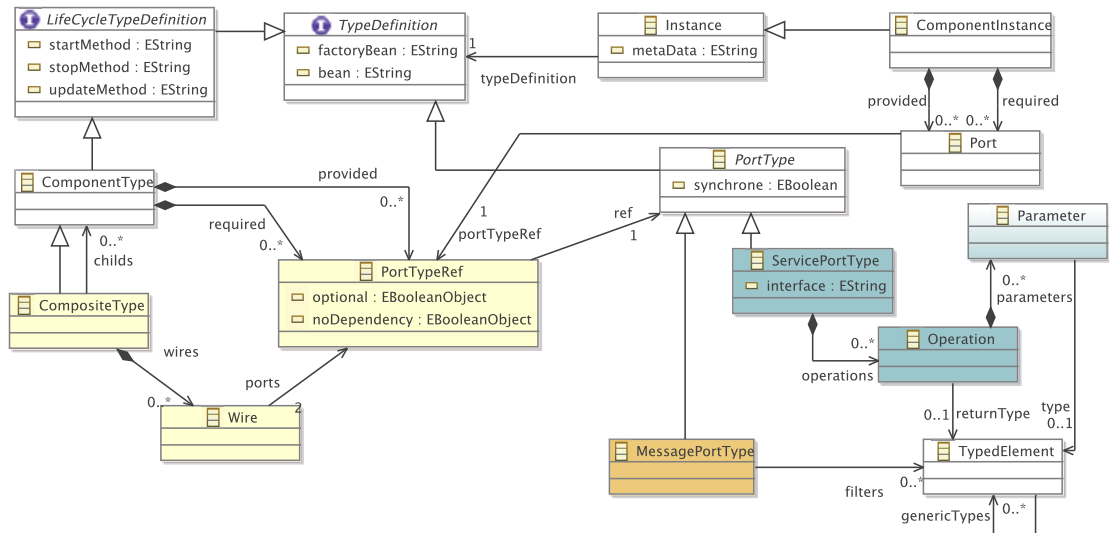 LifeCycleTypeDefinition
startMethod : EString
stopMethod : EString
updateMethod : EString
TypeDefinition
factoryBean : EString
bean : EString
1
typeDefinition
Instance
metaData : EString
ComponentInstance
provided
required
0..*
0..*
Port
ComponentType
provided
0..*
required
0..*
0..*
childs
PortType
synchrone : EBoolean
ref
1
1
portTypeRef
Parameter
PortTypeRef
optional : EBooleanObject
noDependency : EBooleanObject
ServicePortType
interface : EString
0..*
parameters
CompositeType
wires
0..*
ports
2
Wire
0..*
operations
Operation
0..1
returnType
type
0..1
MessagePortType
filters
0..*
TypedElement
genericTypes
0..*